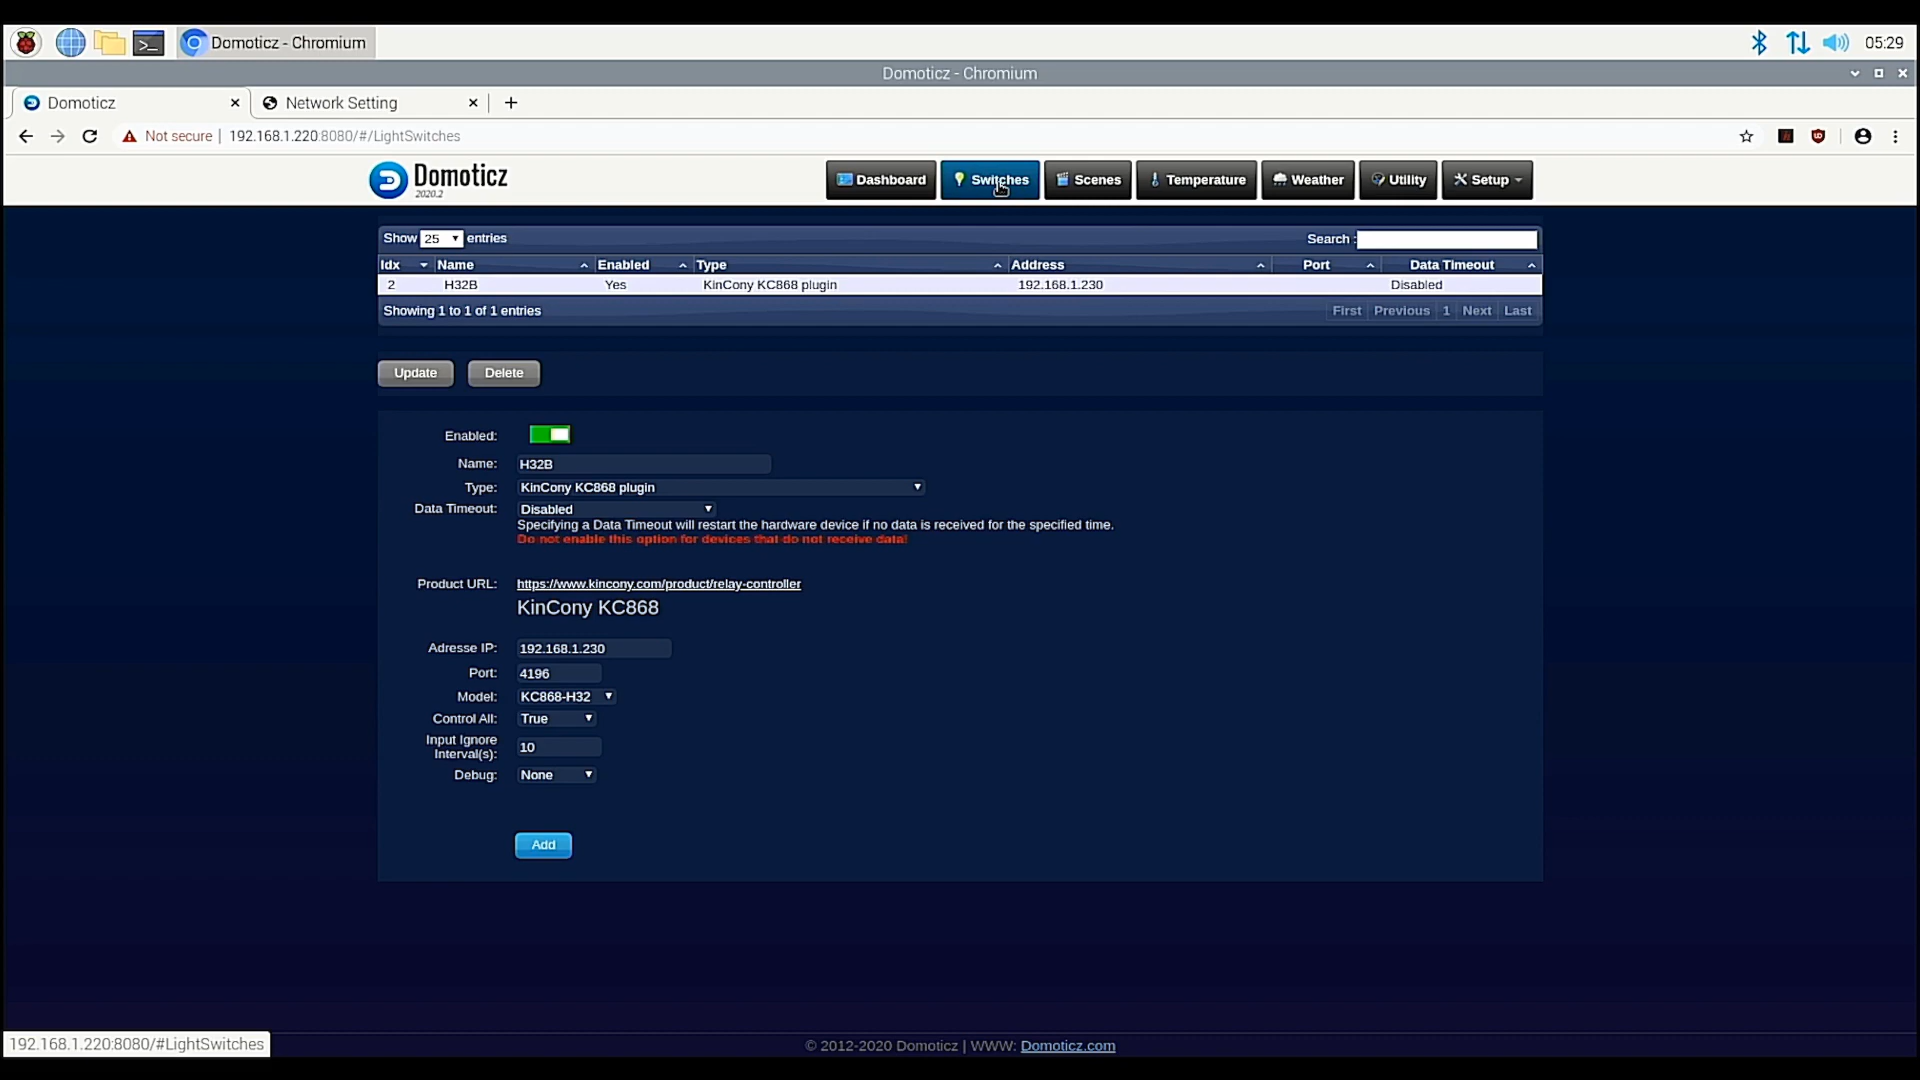 Domoticz - Chromium 05:29
Domoticz - Chromium
Domoticz Network Setting
Not secure | 192.168.1.220:8080/#/LightSwitches
Domoticz
2020.2
Dashboard Switches Scenes Temperature Weather Utility Setup
Show 25 entries Search :
Idx Name Enabled Type Address Port Data Timeout
2 H32B Yes KinCony KC868 plugin 192.168.1.230 Disabled
Showing 1 to 1 of 1 entries First Previous 1 Next Last
Update Delete
Enabled:
Name: H32B
Type: KinCony KC868 plugin
Data Timeout: Disabled
Specifying a Data Timeout will restart the hardware device if no data is received for the specified time.
Do not enable this option for devices that do not receive data!
Product URL: https://www.kincony.com/product/relay-controller
KinCony KC868
Adresse IP: 192.168.1.230
Port: 4196
Model: KC868-H32
Control All: True
Input Ignore
Interval(s): 10
Debug: None
Add
192.168.1.220:8080/#LightSwitches
© 2012-2020 Domoticz | WWW: Domoticz.com